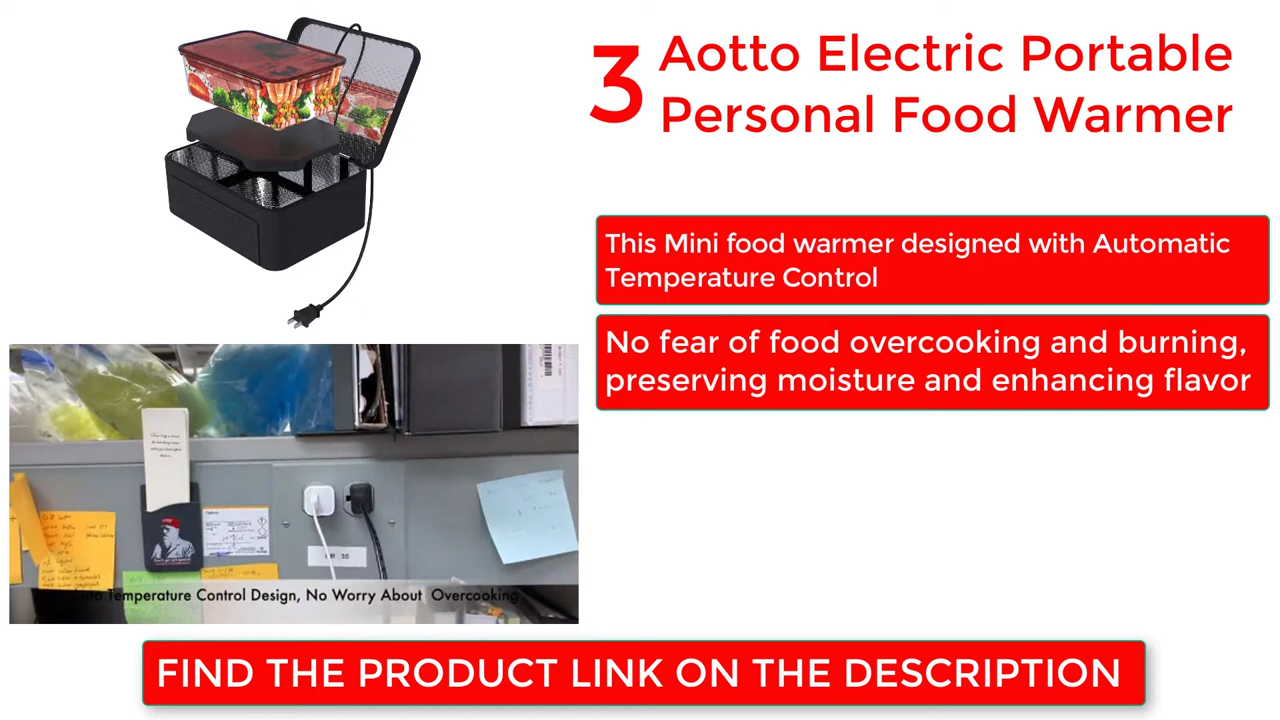 3
Aotto Electric Portable
Personal Food Warmer
This Mini food warmer designed with Automatic
Temperature Control
No fear of food overcooking and burning,
preserving moisture and enhancing flavor
35
Temperature Control Design, No Worry About Overcooking
FIND THE PRODUCT LINK ON THE DESCRIPTION